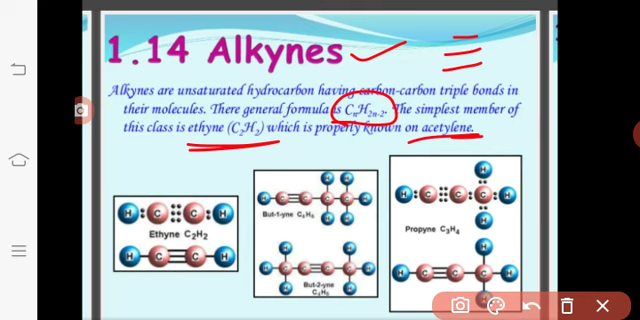 1.14 Alkynes
Alkynes are unsaturated hydrocarbon having carbon-carbon triple bonds in
their molecules. There general formula is CₙH₂ₙ₋₂. The simplest member of
this class is ethyne (C₂H₂) which is properly known on acetylene.
H C C H
Ethyne C₂H₂
H C C H
H H
H C C C C H
H H
But-1-yne C₄H₆
H H
H C C C C H
H H
But-2-yne
C₄H₆
H
H C C C H
H
Propyne C₃H₄
H
H C C C H
H